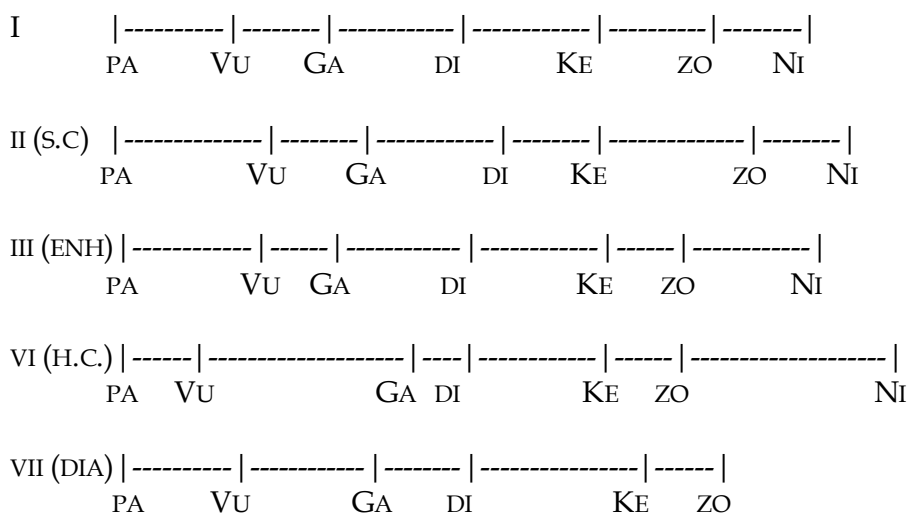 I |----------|--------|------------|------------|----------|--------|
PA VU GA DI KE ZO NI
II (S.C) |--------------|--------|------------|--------|--------------|--------|
PA VU GA DI KE ZO NI
III (ENH) |------------|------|------------|------------|------|------------|
PA VU GA DI KE ZO NI
VI (H.C.) |------|--------------------|----|------------|------|--------------------|
PA VU GA DI KE ZO NI
VII (DIA) |----------|------------|--------|----------------|------|
PA VU GA DI KE ZO